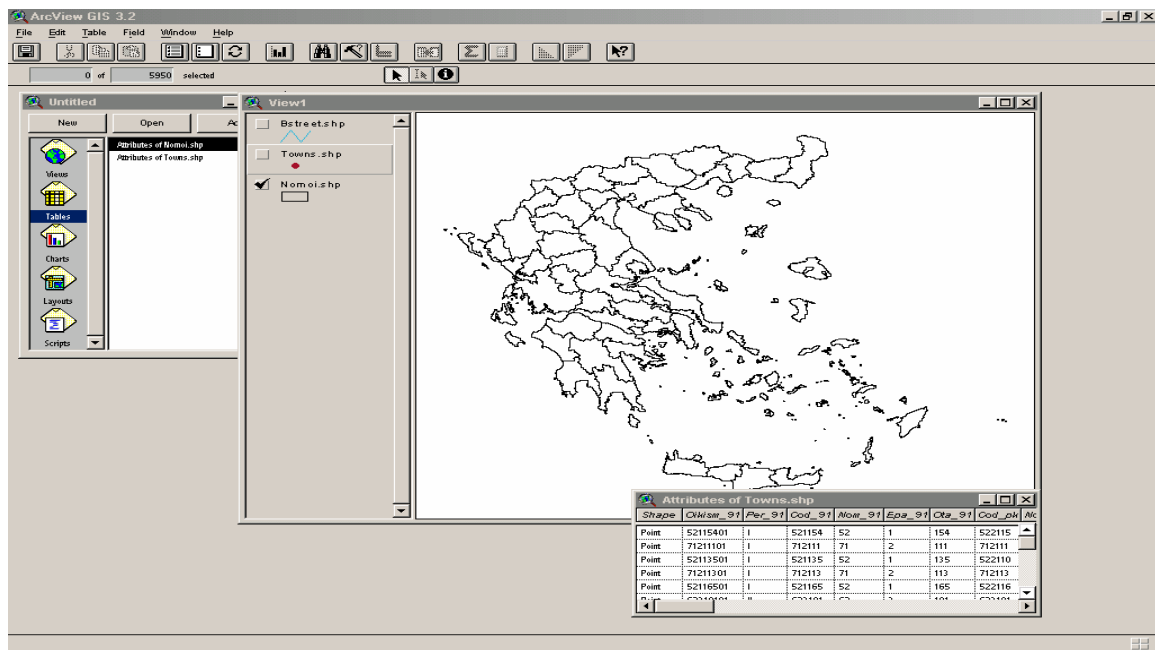 ArcView GIS 3.2
File Edit Table Field Window Help
0 of 5950 selected
Untitled
New Open Ac
Views
Tables
Charts
Layouts
Scripts
Attributes of Nomoi.shp
Attributes of Towns.shp
View1
Bstreet.shp
Towns.shp
Nomoi.shp
Attributes of Towns.shp
Shape Oikism_91 Per_91 Cod_91 Nom_91 Epa_91 Ota_91 Cod_pk No
Point 52115401 I 521154 52 1 154 522115
Point 71211101 I 712111 71 2 111 712111
Point 52113501 I 521135 52 1 135 522110
Point 71211301 I 712113 71 2 113 712113
Point 52116501 I 521165 52 1 165 522116